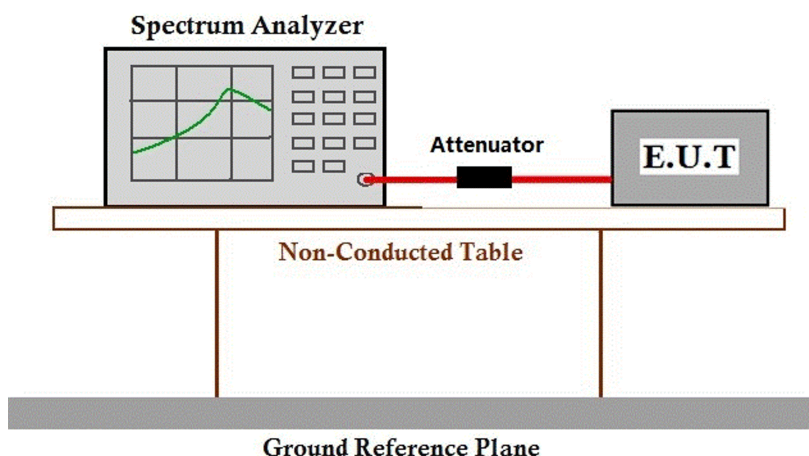 Spectrum Analyzer
Attenuator
E.U.T
Non-Conducted Table
Ground Reference Plane